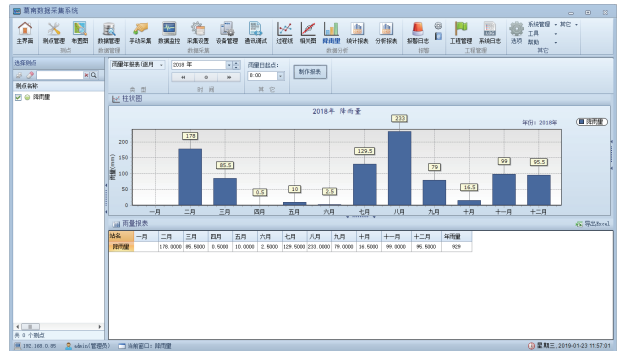 葛南数据采集系统
主界面 测点管理 布置图 数据管理 手动采集 数据监控 采集设置 设备管理 通讯调试 过程线 相关图 降雨量 统计报表 分析报表 报警日志 工程管理 系统日志 选项
系统管理 其它
工具
帮助
测点 数据管理 数据采集 数据分析 报警 工程管理 其它
选择测点
测点名称
降雨量
雨量年报表(逐月 2018 年 雨量日起点: 8:00 制作报表
类 型 时 间 其 它
柱状图
2018年 降雨量
年份: 2018年
降雨量
雨量(mm)
200
150
100
50
0
178
85.5
0.5
10
2.5
129.5
233
79
16.5
99
95.5
一月 二月 三月 四月 五月 六月 七月 八月 九月 十月 十一月 十二月
雨量报表 导出Excel
站名 一月 二月 三月 四月 五月 六月 七月 八月 九月 十月 十一月 十二月 年雨量
降雨量 178.0000 85.5000 0.5000 10.0000 2.5000 129.5000 233.0000 79.0000 16.5000 99.0000 95.5000 929
共 0 个测点
192.168.0.85 admin(管理员) 当前窗口: 降雨量 星期三, 2019-01-23 11:57:01